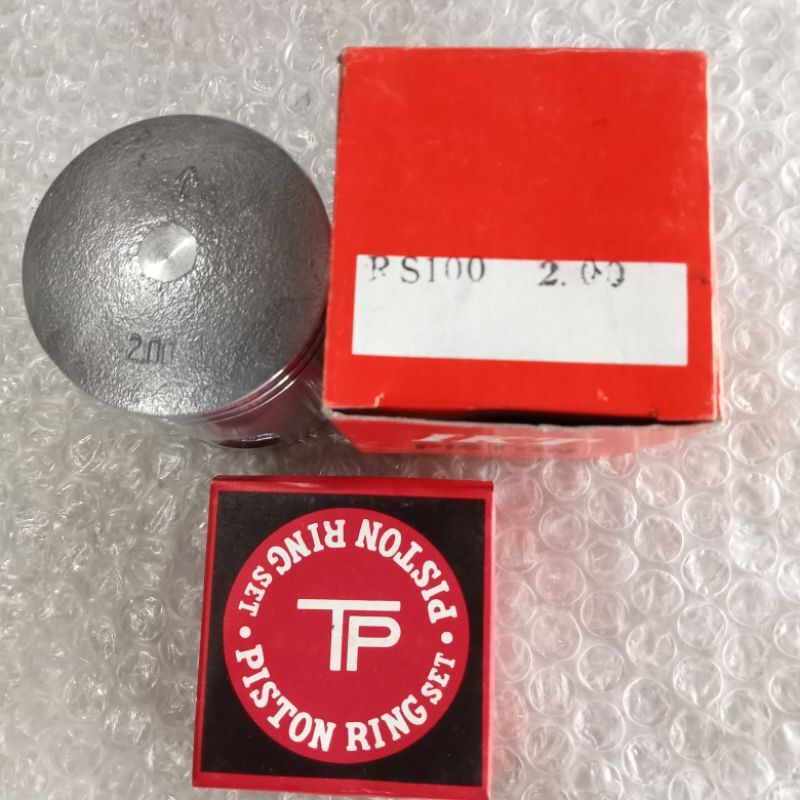 RS100 2.00
2.00
PISTON RING SET • PISTON RING SET •
TP